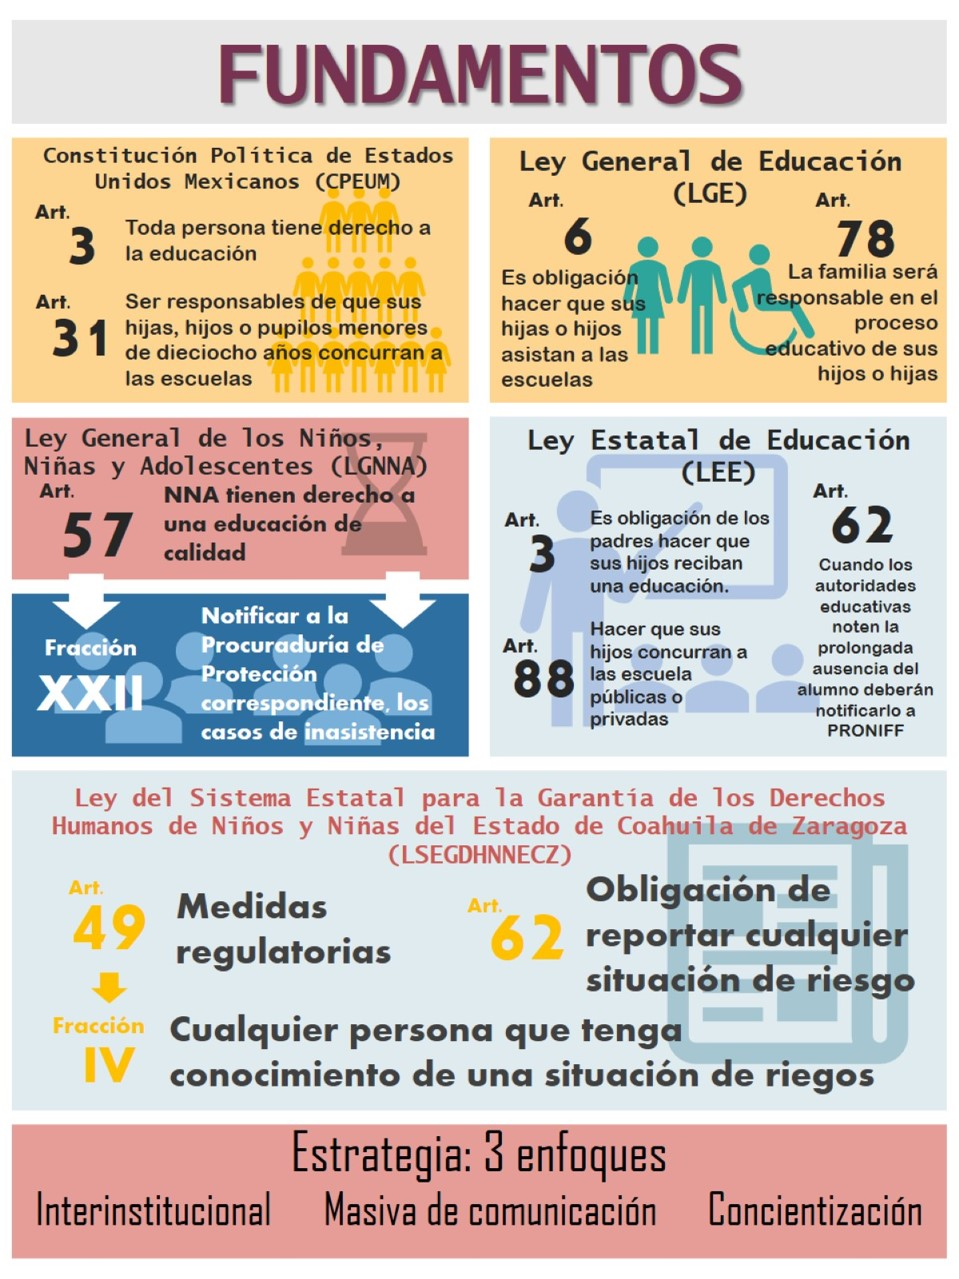 FUNDAMENTOS
Constitución Política de Estados
Unidos Mexicanos (CPEUM)
Art.
3
Toda persona tiene derecho a
la educación
Art.
31
Ser responsables de que sus
hijas, hijos o pupilos menores
de dieciocho años concurran a
las escuelas
Ley General de Educación
(LGE)
Art.
6
Es obligación
hacer que sus
hijas o hijos
asistan a las
escuelas
Art.
78
La familia será
responsable en el
proceso
educativo de sus
hijos o hijas
Ley General de los Niños,
Niñas y Adolescentes (LGNNA)
Art.
57
NNA tienen derecho a
una educación de
calidad
Fracción
XXII
Notificar a la
Procuraduría de
Protección
correspondiente, los
casos de inasistencia
Ley Estatal de Educación
(LEE)
Art.
3
Es obligación de los
padres hacer que
sus hijos reciban
una educación.
Art.
88
Hacer que sus
hijos concurran a
las escuela
públicas o
privadas
Art.
62
Cuando los
autoridades
educativas
noten la
prolongada
ausencia del
alumno deberán
notificarlo a
PRONIFF
Ley del Sistema Estatal para la Garantía de los Derechos
Humanos de Niños y Niñas del Estado de Coahuila de Zaragoza
(LSEGDHNNECZ)
Art.
49
Medidas
regulatorias
Art.
62
Obligación de
reportar cualquier
situación de riesgo
Fracción
IV
Cualquier persona que tenga
conocimiento de una situación de riegos
Estrategia: 3 enfoques
Interinstitucional Masiva de comunicación Concientización